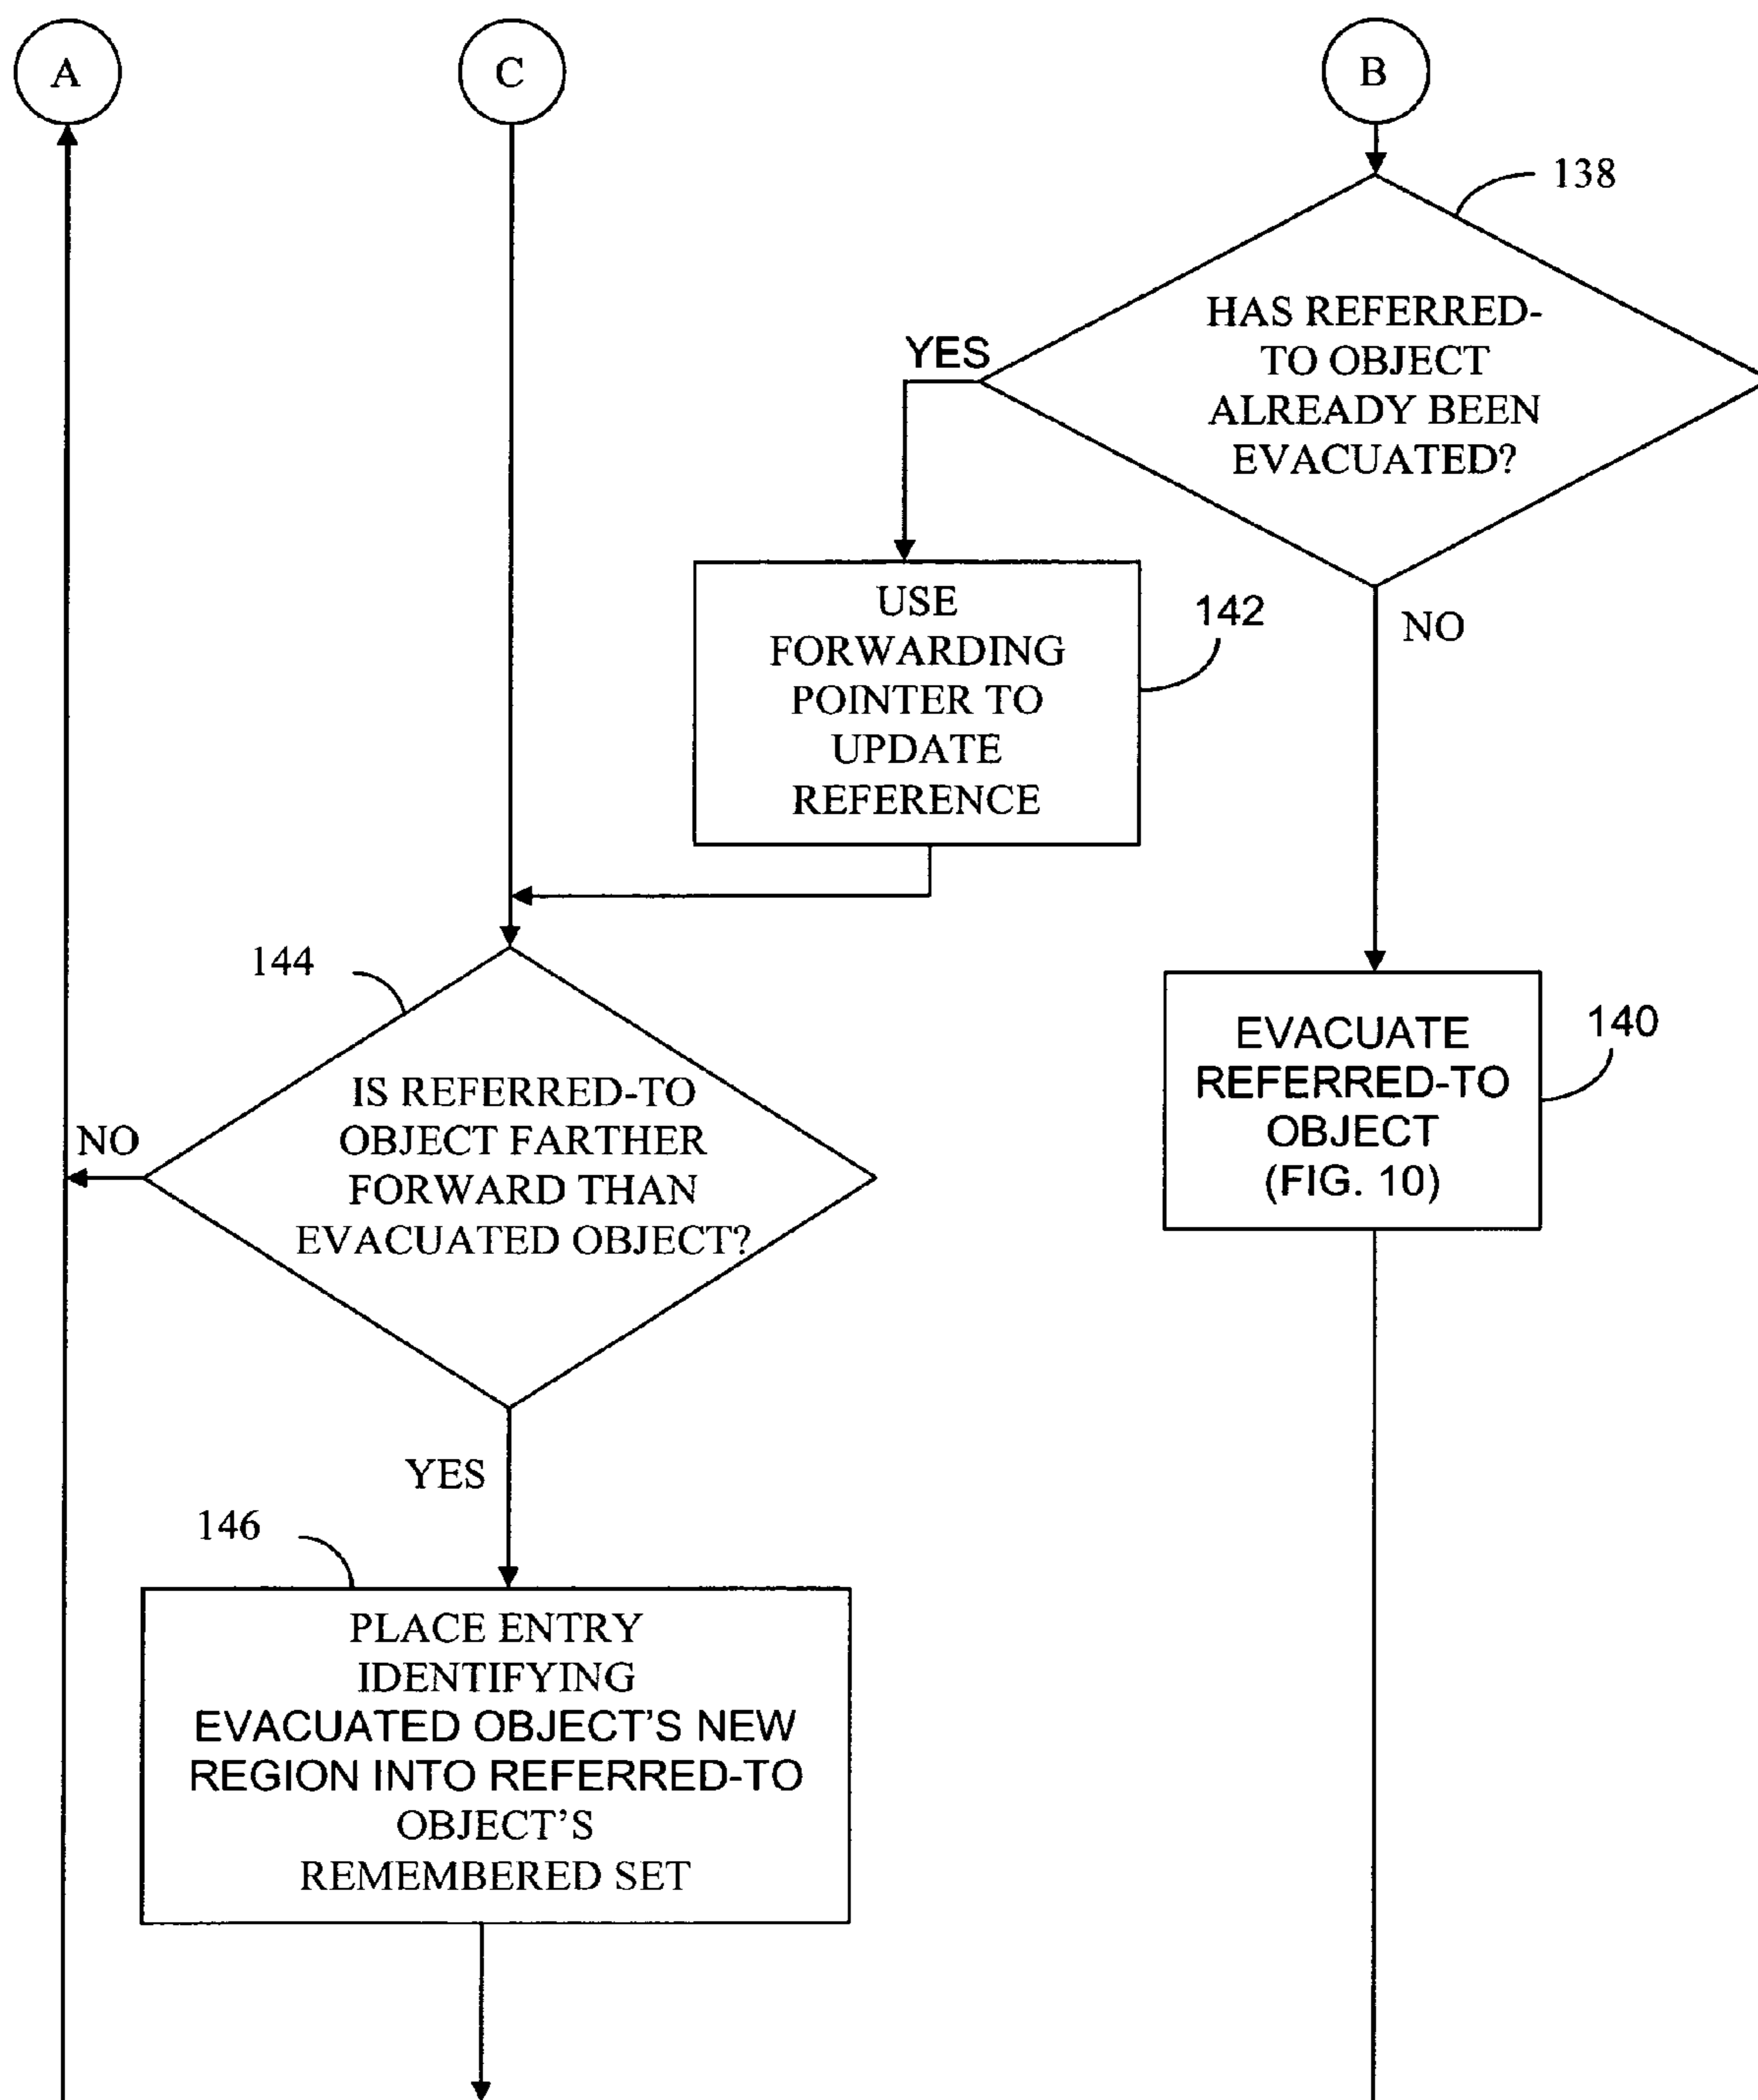 A
C
B
138
HAS REFERRED-
TO OBJECT
ALREADY BEEN
EVACUATED?
YES
NO
USE
FORWARDING
POINTER TO
UPDATE
REFERENCE
142
144
IS REFERRED-TO
OBJECT FARTHER
FORWARD THAN
EVACUATED OBJECT?
NO
YES
EVACUATE
REFERRED-TO
OBJECT
(FIG. 10)
140
146
PLACE ENTRY
IDENTIFYING
EVACUATED OBJECT'S NEW
REGION INTO REFERRED-TO
OBJECT'S
REMEMBERED SET